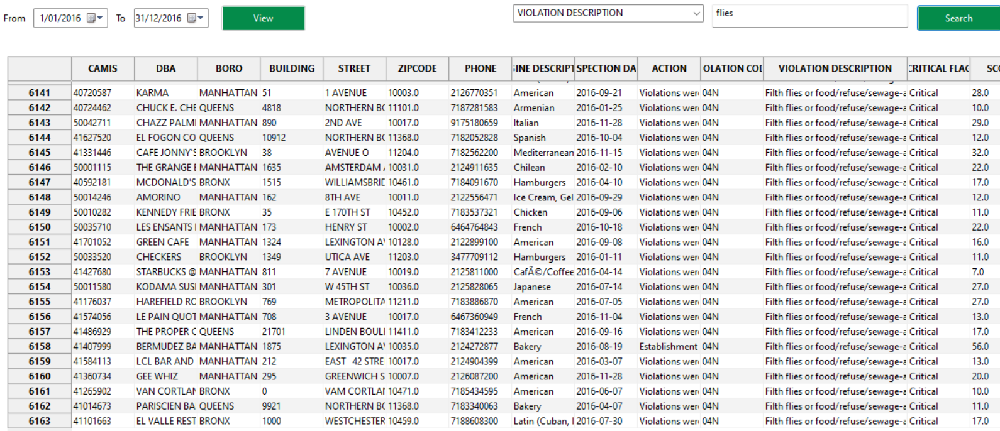 From 1/01/2016 To 31/12/2016 View VIOLATION DESCRIPTION flies Search
CAMIS DBA BORO BUILDING STREET ZIPCODE PHONE SINE DESCRIPT SPECTION DA ACTION OLATION COD VIOLATION DESCRIPTION CRITICAL FLAG SCO
6141 40720587 KARMA MANHATTAN 51 1 AVENUE 10003.0 2126770351 American 2016-09-21 Violations wer 04N Filth flies or food/refuse/sewage-a Critical 28.0
6142 40724462 CHUCK E. CHE QUEENS 4818 NORTHERN BO 11101.0 7187281583 Armenian 2016-01-25 Violations wer 04N Filth flies or food/refuse/sewage-a Critical 10.0
6143 50042711 CHAZZ PALMI MANHATTAN 890 2ND AVE 10017.0 9175180659 Italian 2016-11-28 Violations wer 04N Filth flies or food/refuse/sewage-a Critical 29.0
6144 41627520 EL FOGON CO QUEENS 10912 NORTHERN BO 11368.0 7182052828 Spanish 2016-10-04 Violations wer 04N Filth flies or food/refuse/sewage-a Critical 12.0
6145 41331446 CAFE JONNY'S BROOKLYN 38 AVENUE O 11204.0 7182562200 Mediterranean 2016-11-15 Violations wer 04N Filth flies or food/refuse/sewage-a Critical 32.0
6146 50001115 THE GRANGE B MANHATTAN 1635 AMSTERDAM 10031.0 2124911635 Chilean 2016-02-10 Violations wer 04N Filth flies or food/refuse/sewage-a Critical 22.0
6147 40592181 MCDONALD'S BRONX 1515 WILLIAMSBRID 10461.0 7184091670 Hamburgers 2016-04-10 Violations wer 04N Filth flies or food/refuse/sewage-a Critical 17.0
6148 50014246 AMORINO MANHATTAN 162 8TH AVE 10011.0 2122556471 Ice Cream, Gel 2016-09-29 Violations wer 04N Filth flies or food/refuse/sewage-a Critical 12.0
6149 50010282 KENNEDY FRIE BRONX 35 E 170TH ST 10452.0 7183537321 Chicken 2016-09-06 Violations wer 04N Filth flies or food/refuse/sewage-a Critical 11.0
6150 50035710 LES ENSANTS MANHATTAN 173 HENRY ST 10002.0 6464764843 French 2016-10-18 Violations wer 04N Filth flies or food/refuse/sewage-a Critical 22.0
6151 41701052 GREEN CAFE MANHATTAN 1324 LEXINGTON AV 10128.0 2122899100 American 2016-09-08 Violations wer 04N Filth flies or food/refuse/sewage-a Critical 16.0
6152 50033520 CHECKERS BROOKLYN 1349 UTICA AVE 11203.0 3477709112 Hamburgers 2016-01-11 Violations wer 04N Filth flies or food/refuse/sewage-a Critical 11.0
6153 41427680 STARBUCKS @ MANHATTAN 811 7 AVENUE 10019.0 2125811000 CafÃ©/Coffee 2016-04-14 Violations wer 04N Filth flies or food/refuse/sewage-a Critical 7.0
6154 50011580 KODAMA SUSI MANHATTAN 301 W 45TH ST 10036.0 2125828065 Japanese 2016-07-14 Violations wer 04N Filth flies or food/refuse/sewage-a Critical 27.0
6155 41176037 HAREFIELD RO BROOKLYN 769 METROPOLITA 11211.0 7183886870 American 2016-07-05 Violations wer 04N Filth flies or food/refuse/sewage-a Critical 27.0
6156 41574056 LE PAIN QUOT MANHATTAN 708 3 AVENUE 10017.0 6467360949 French 2016-11-04 Violations wer 04N Filth flies or food/refuse/sewage-a Critical 13.0
6157 41486929 THE PROPER C QUEENS 21701 LINDEN BOUL 11411.0 7183412233 American 2016-09-16 Violations wer 04N Filth flies or food/refuse/sewage-a Critical 17.0
6158 41407999 BERMUDEZ BA MANHATTAN 1875 LEXINGTON AV 10035.0 2124272877 Bakery 2016-08-19 Establishment 04N Filth flies or food/refuse/sewage-a Critical 56.0
6159 41584113 LCL BAR AND MANHATTAN 212 EAST 42 STRE 10017.0 2124904399 American 2016-03-07 Violations wer 04N Filth flies or food/refuse/sewage-a Critical 13.0
6160 41360734 GEE WHIZ MANHATTAN 295 GREENWICH S 10007.0 2126087200 American 2016-11-28 Violations wer 04N Filth flies or food/refuse/sewage-a Critical 20.0
6161 41265902 VAN CORTLAN BRONX 0 VAM CORTLAN 10471.0 7185434595 American 2016-06-07 Violations wer 04N Filth flies or food/refuse/sewage-a Critical 10.0
6162 41014673 PARISCIEN BA QUEENS 9921 NORTHERN BO 11368.0 7183340063 Bakery 2016-04-07 Violations wer 04N Filth flies or food/refuse/sewage-a Critical 11.0
6163 41101663 EL VALLE REST BRONX 1000 WESTCHESTER 10459.0 7188608300 Latin (Cuban, 2016-07-30 Violations wer 04N Filth flies or food/refuse/sewage-a Critical 17.0